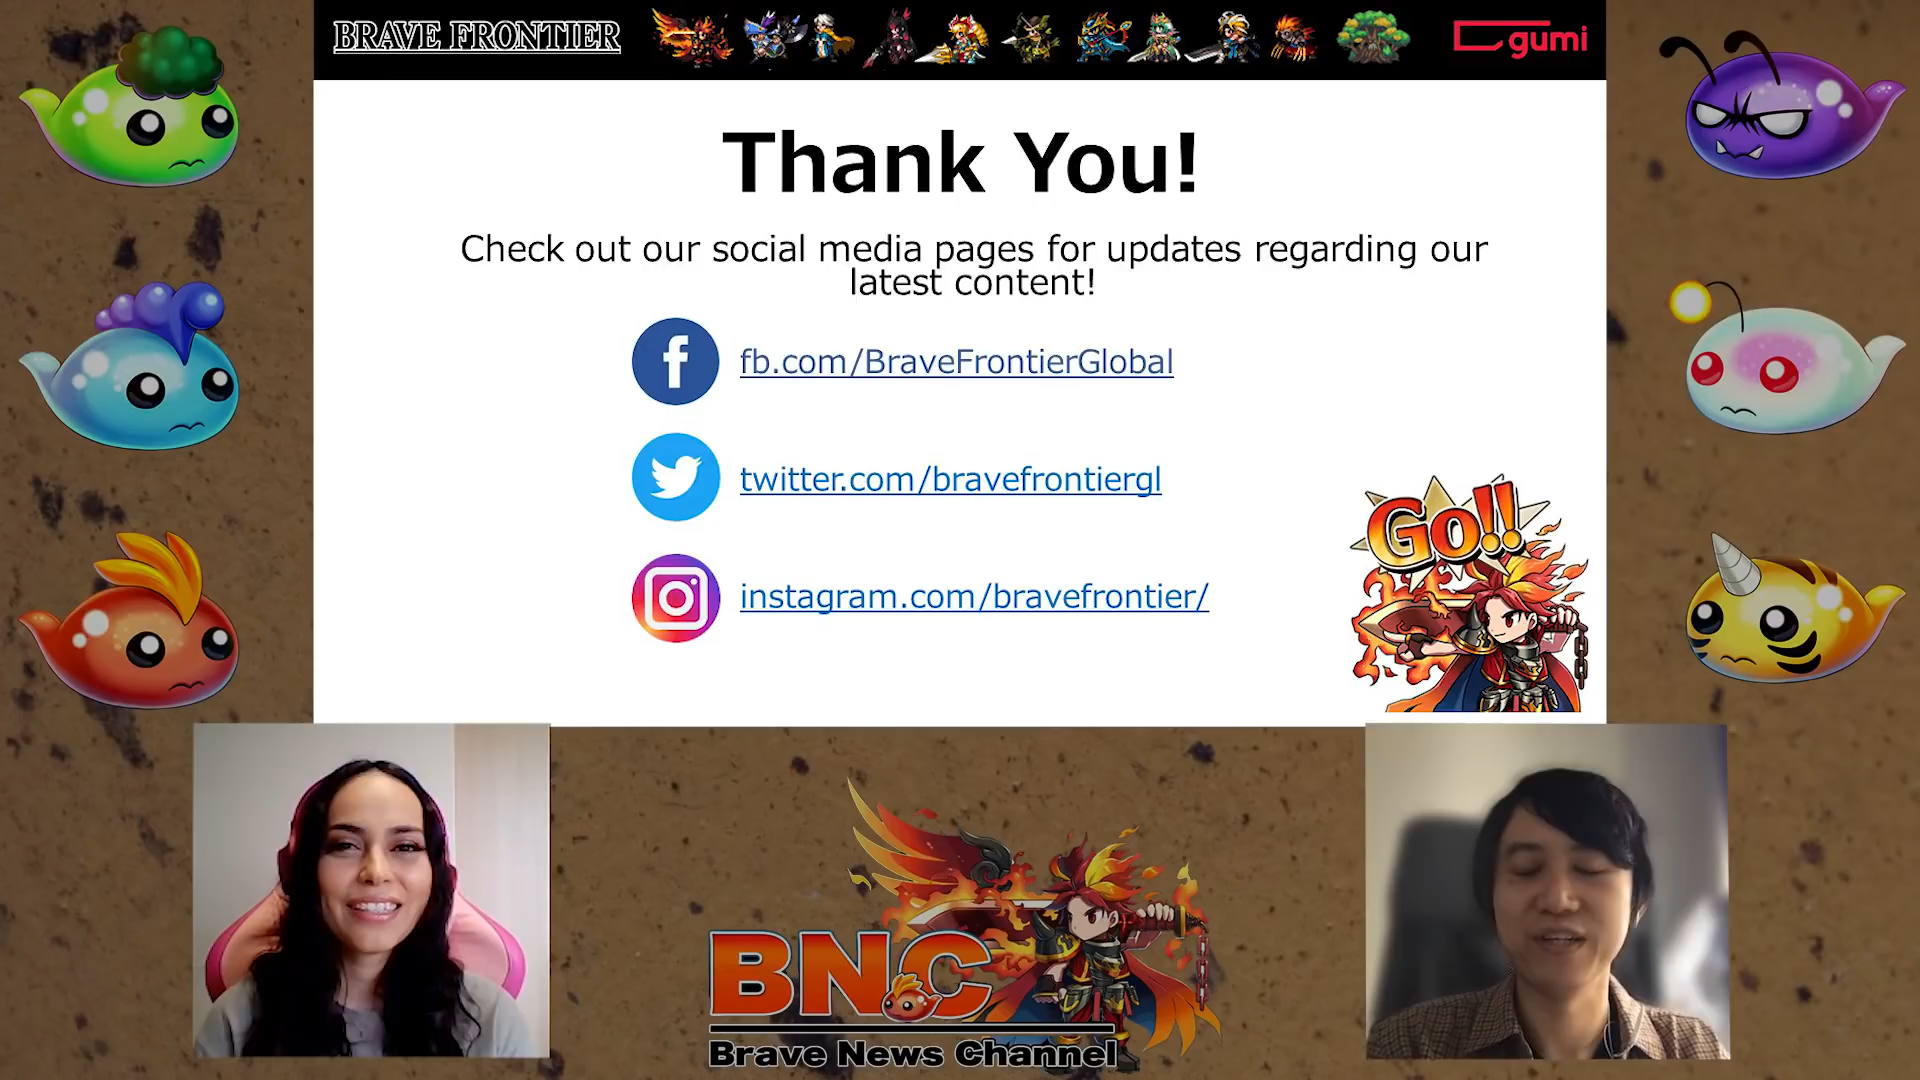 BRAVE FRONTIER
gumi
Thank You!
Check out our social media pages for updates regarding our
latest content!
fb.com/BraveFrontierGlobal
twitter.com/bravefrontiergl
instagram.com/bravefrontier/
Go!!
BNC
Brave News Channel